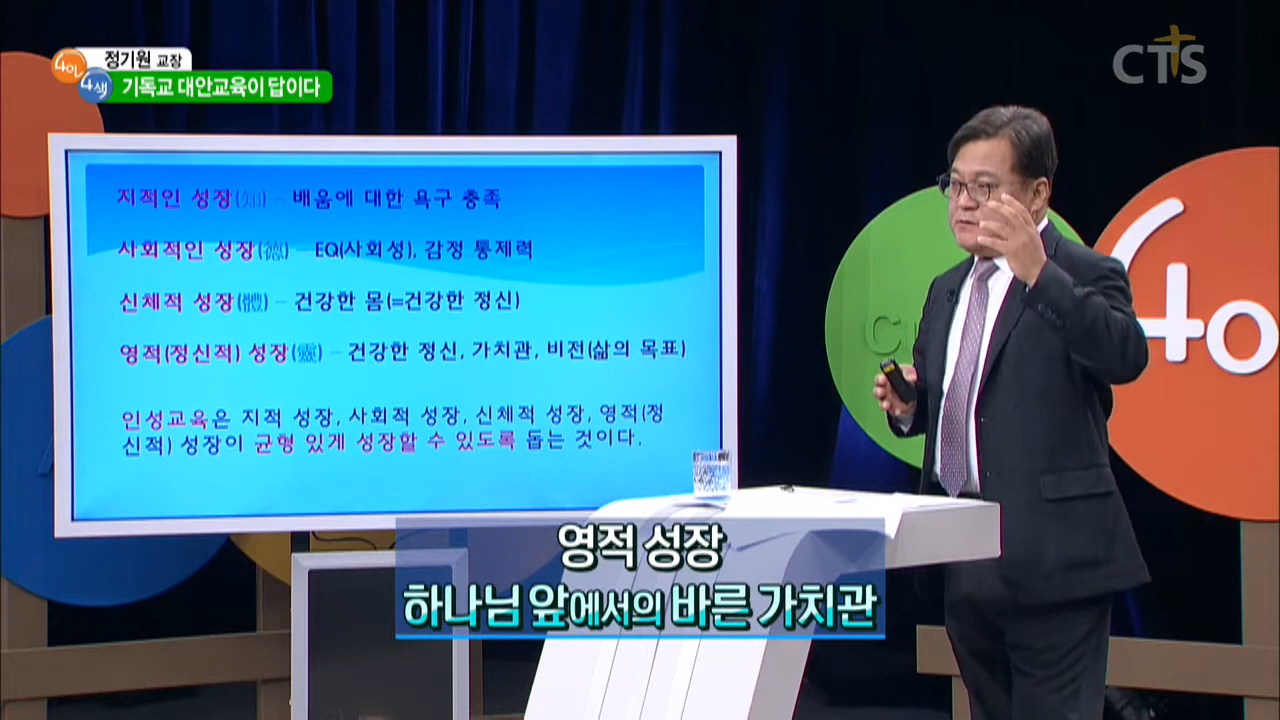 4인
4색
정기원 교장
기독교 대안교육이 답이다
CTS
지적인 성장(知) – 배움에 대한 욕구 충족
사회적인 성장(德) – EQ(사회성), 감정 통제력
신체적 성장(體) – 건강한 몸(=건강한 정신)
영적(정신적) 성장(靈) – 건강한 정신, 가치관, 비전(삶의 목표)
인성교육은 지적 성장, 사회적 성장, 신체적 성장, 영적(정
신적) 성장이 균형 있게 성장할 수 있도록 돕는 것이다.
4인
영적 성장
하나님 앞에서의 바른 가치관